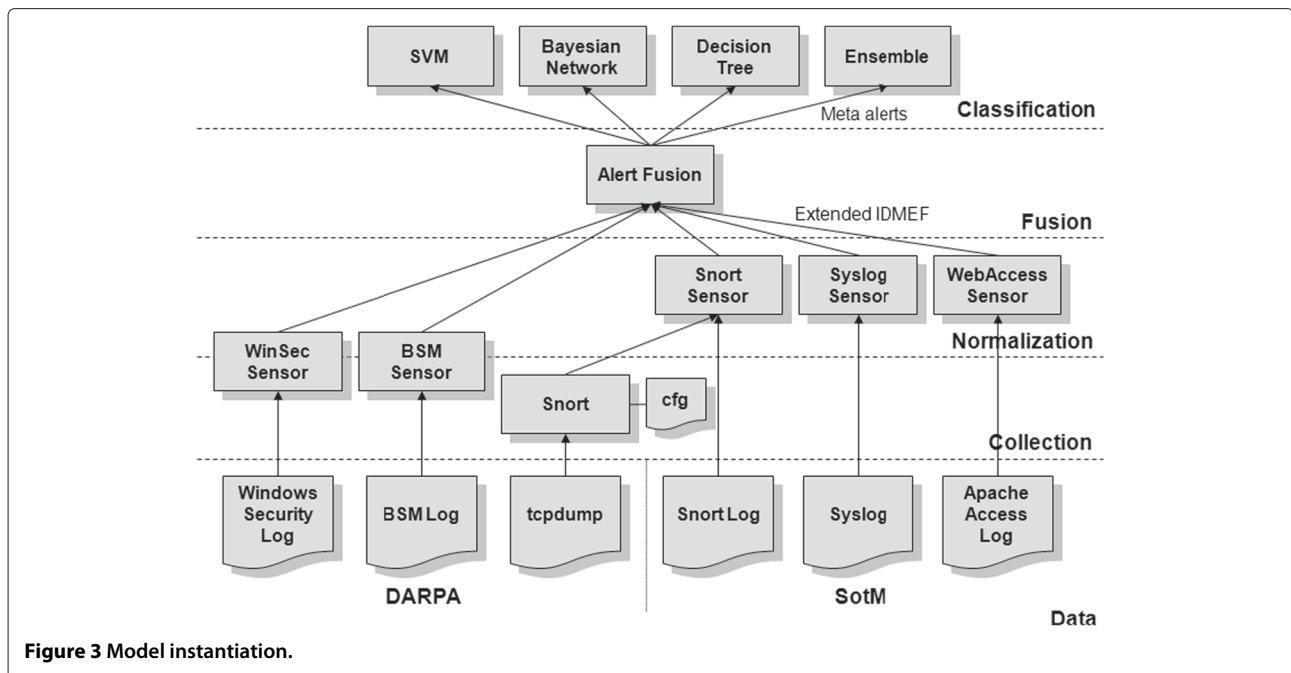 SVM
Bayesian
Network
Decision
Tree
Ensemble
Meta alerts
Classification
Alert Fusion
Extended IDMEF
Fusion
Snort
Sensor
Syslog
Sensor
WebAccess
Sensor
WinSec
Sensor
BSM
Sensor
Normalization
Snort
cfg
Collection
Windows
Security
Log
BSM Log
tcpdump
Snort Log
Syslog
Apache
Access
Log
DARPA
SotM
Data
Figure 3 Model instantiation.